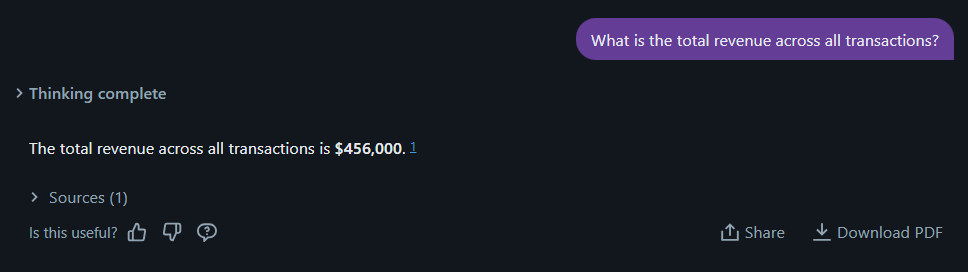 What is the total revenue across all transactions?
Thinking complete
The total revenue across all transactions is $456,000. 1
Sources (1)
Is this useful?
Share
Download PDF